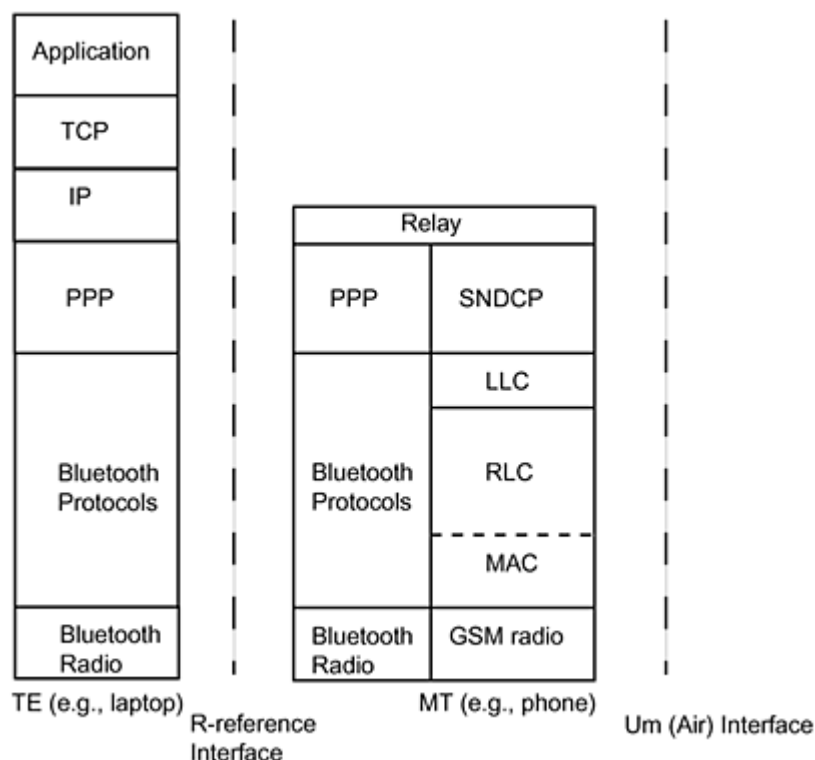 Application
TCP
IP
PPP
Bluetooth
Protocols
Bluetooth
Radio
TE (e.g., laptop)
R-reference
Interface
Relay
PPP
SNDCP
LLC
Bluetooth
Protocols
RLC
MAC
Bluetooth
Radio
GSM radio
MT (e.g., phone)
Um (Air) Interface